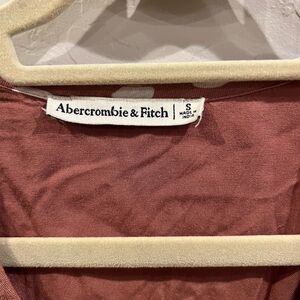 Abercrombie & Fitch
S
MADE IN
INDIA